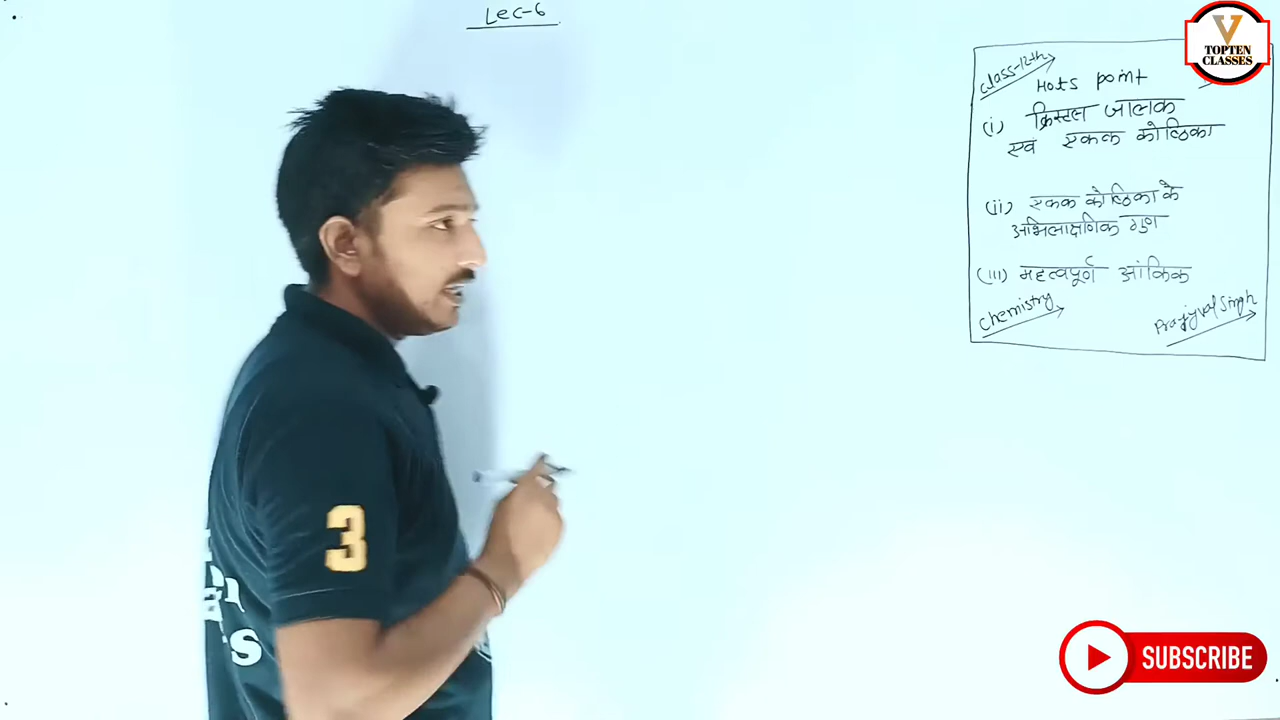 Lec-6
TOPTEN
CLASSES
class-12th
Hots point
(i) क्रिस्टल जालक
एवं एकक कोष्ठिका
(ii) एकक कोष्ठिका के
अभिलाक्षणिक गुण
(iii) महत्वपूर्ण आंकिक
chemistry
Prajjwal Singh
3
S
SUBSCRIBE